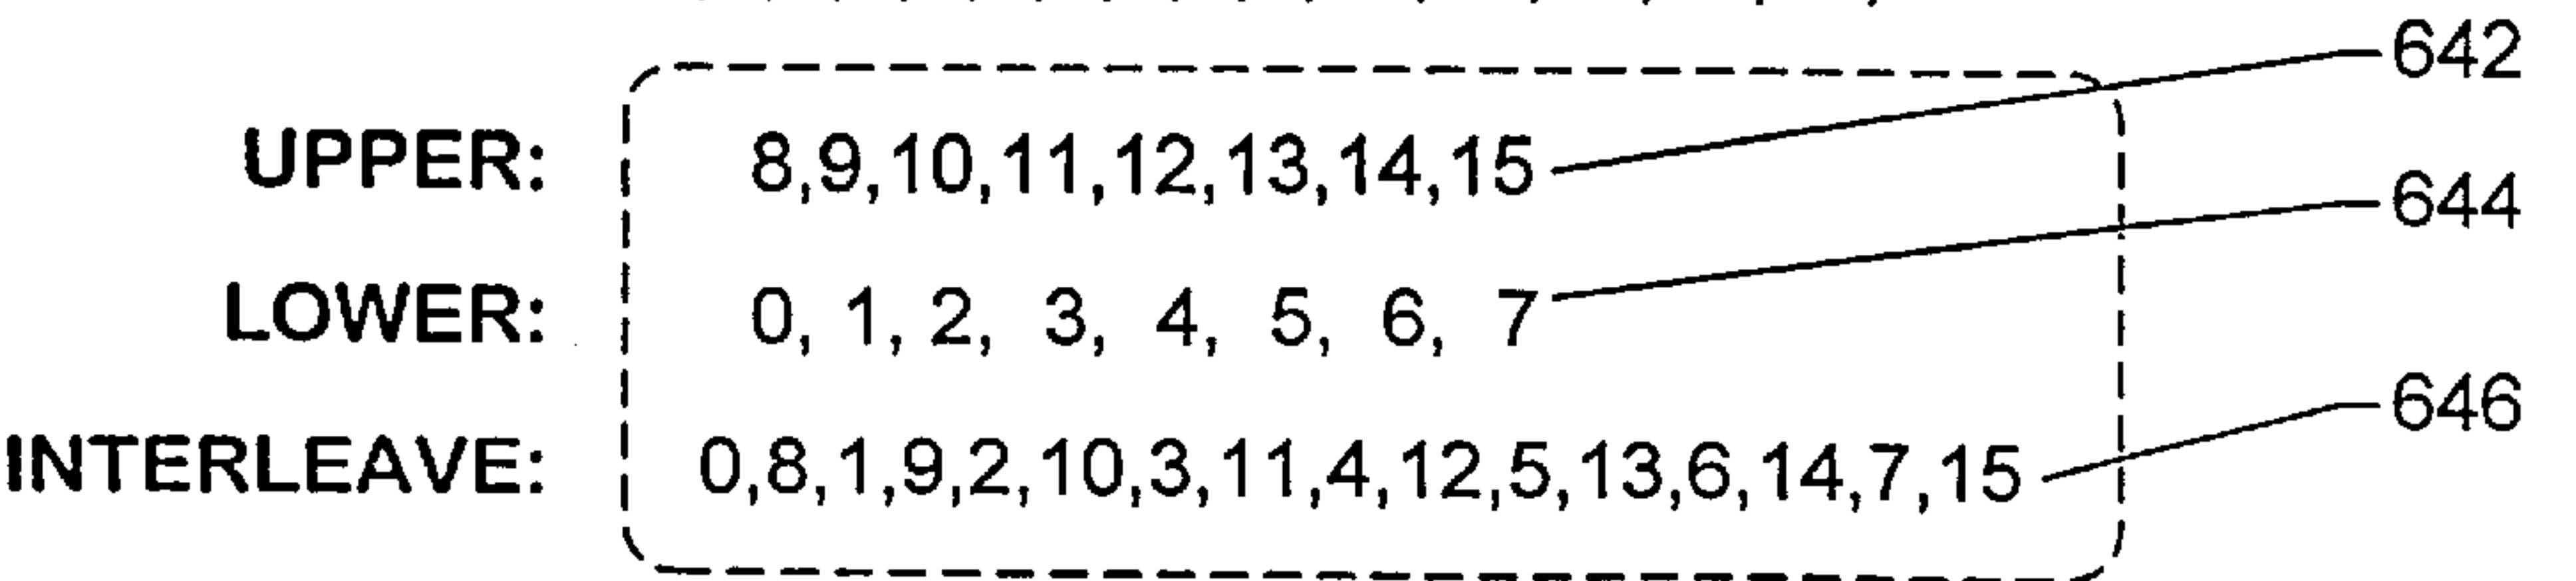 642
UPPER: 8,9,10,11,12,13,14,15
644
LOWER: 0, 1, 2, 3, 4, 5, 6, 7
646
INTERLEAVE: 0,8,1,9,2,10,3,11,4,12,5,13,6,14,7,15